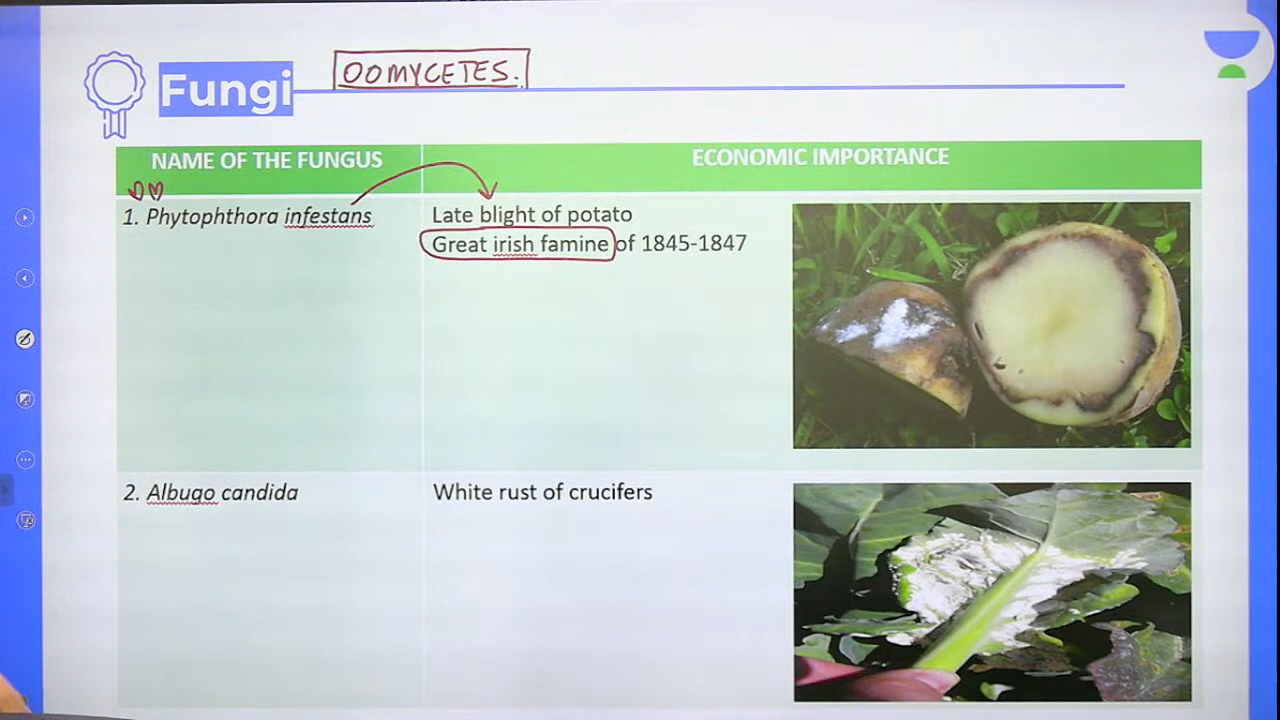 OOMYCETES.
Fungi
NAME OF THE FUNGUS
ECONOMIC IMPORTANCE
1. Phytophthora infestans
Late blight of potato
Great irish famine of 1845-1847
2. Albugo candida
White rust of crucifers